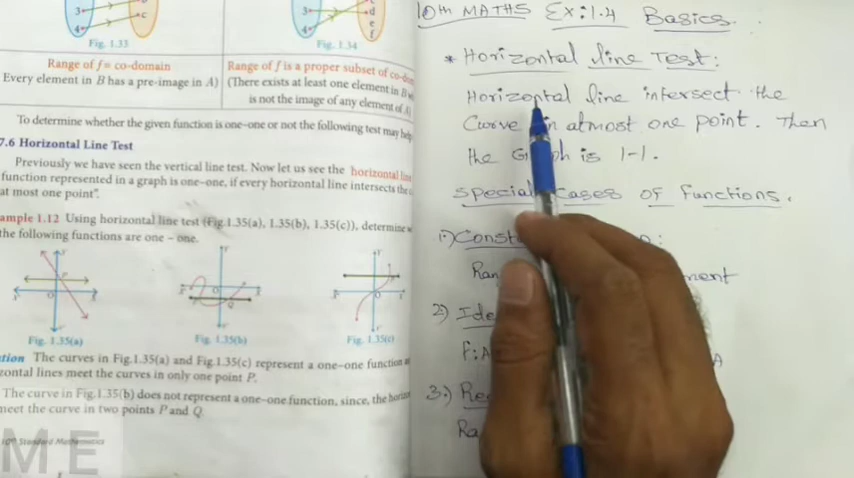 3
4
c
Fig. 1.33
3
4
d
e
f
Fig. 1.34
Range of f = co-domain
Every element in B has a pre-image in A)
Range of f is a proper subset of co-
(There exists at least one element in B
is not the image of any element of
To determine whether the given function is one–one or not the following test may help
7.6 Horizontal Line Test
Previously we have seen the vertical line test. Now let us see the horizontal line
function represented in a graph is one–one, if every horizontal line intersects the
at most one point".
ample 1.12 Using horizontal line test (Fig.1.35(a), 1.35(b), 1.35(c)), determine
the following functions are one – one.
Fig. 1.35(a)
Fig. 1.35(b)
Fig. 1.35(c)
tion The curves in Fig.1.35(a) and Fig.1.35(c) represent a one–one function
zontal lines meet the curves in only one point P.
The curve in Fig.1.35(b) does not represent a one–one function, since, the
meet the curve in two points P and Q.
10th Standard Mathematics
ME
10th MATHS Ex:1.4 Basics.
* Horizontal line Test:
Horizontal line intersect the
Curve in almost one point. Then
the is 1-1.
Special Cases of functions.
1.) Const :
Ran ment
2) Ide
f:A A
3.) Re
Ra